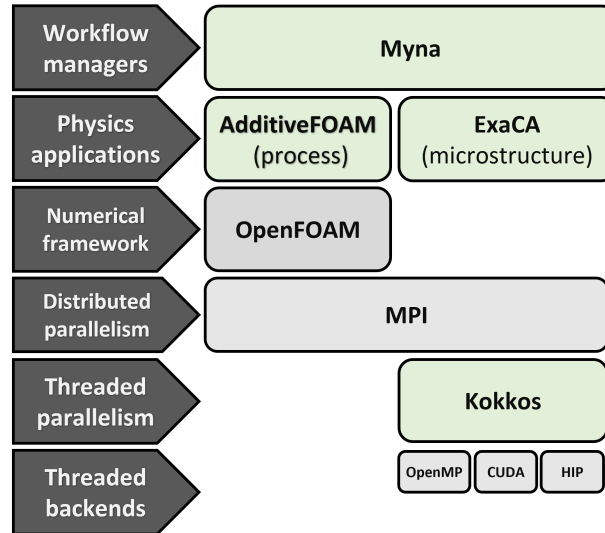 Workflow
managers
Myna
Physics
applications
AdditiveFOAM
(process)
ExaCA
(microstructure)
Numerical
framework
OpenFOAM
Distributed
parallelism
MPI
Threaded
parallelism
Kokkos
Threaded
backends
OpenMP
CUDA
HIP